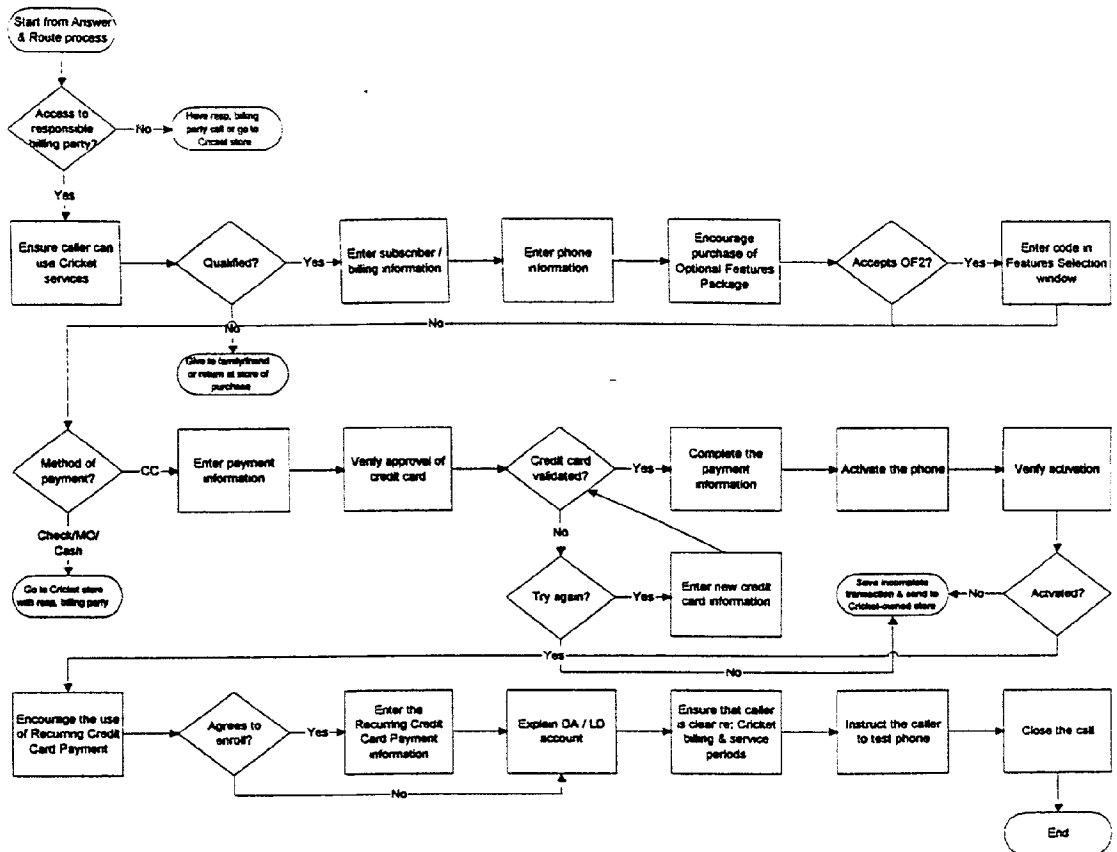 Start from Answer
& Route process
Access to
responsible
billing party?
No
Have resp. billing
party call or go to
Cricket store
Yes
Ensure caller can
use Cricket
services
Qualified?
Yes
Enter subscriber /
billing information
Enter phone
information
Encourage
purchase of
Optional Features
Package
Accepts OF2?
Yes
Enter code in
Features Selection
window
No
No
Give to family/friend
or return at store of
purchase
Method of
payment?
CC
Enter payment
information
Verify approval of
credit card
Credit card
validated?
Yes
Complete the
payment
information
Activate the phone
Verify activation
Check/MO/
Cash
No
Go to Cricket store
with resp. billing party
Try again?
Yes
Enter new credit
card information
Save incomplete
transaction & send to
Cricket-owned store
No
Activated?
Yes
No
Encourage the use
of Recurring Credit
Card Payment
Agrees to
enroll?
Yes
Enter the
Recurring Credit
Card Payment
information
Explain DA / LD
account
Ensure that caller
is clear re: Cricket
billing & service
periods
Instruct the caller
to test phone
Close the call
No
End